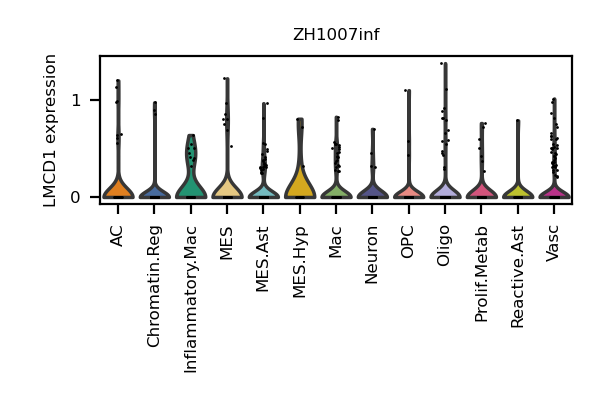 ZH1007inf
LMCD1 expression
1
0
AC
Chromatin.Reg
Inflammatory.Mac
MES
MES.Ast
MES.Hyp
Mac
Neuron
OPC
Oligo
Prolif.Metab
Reactive.Ast
Vasc